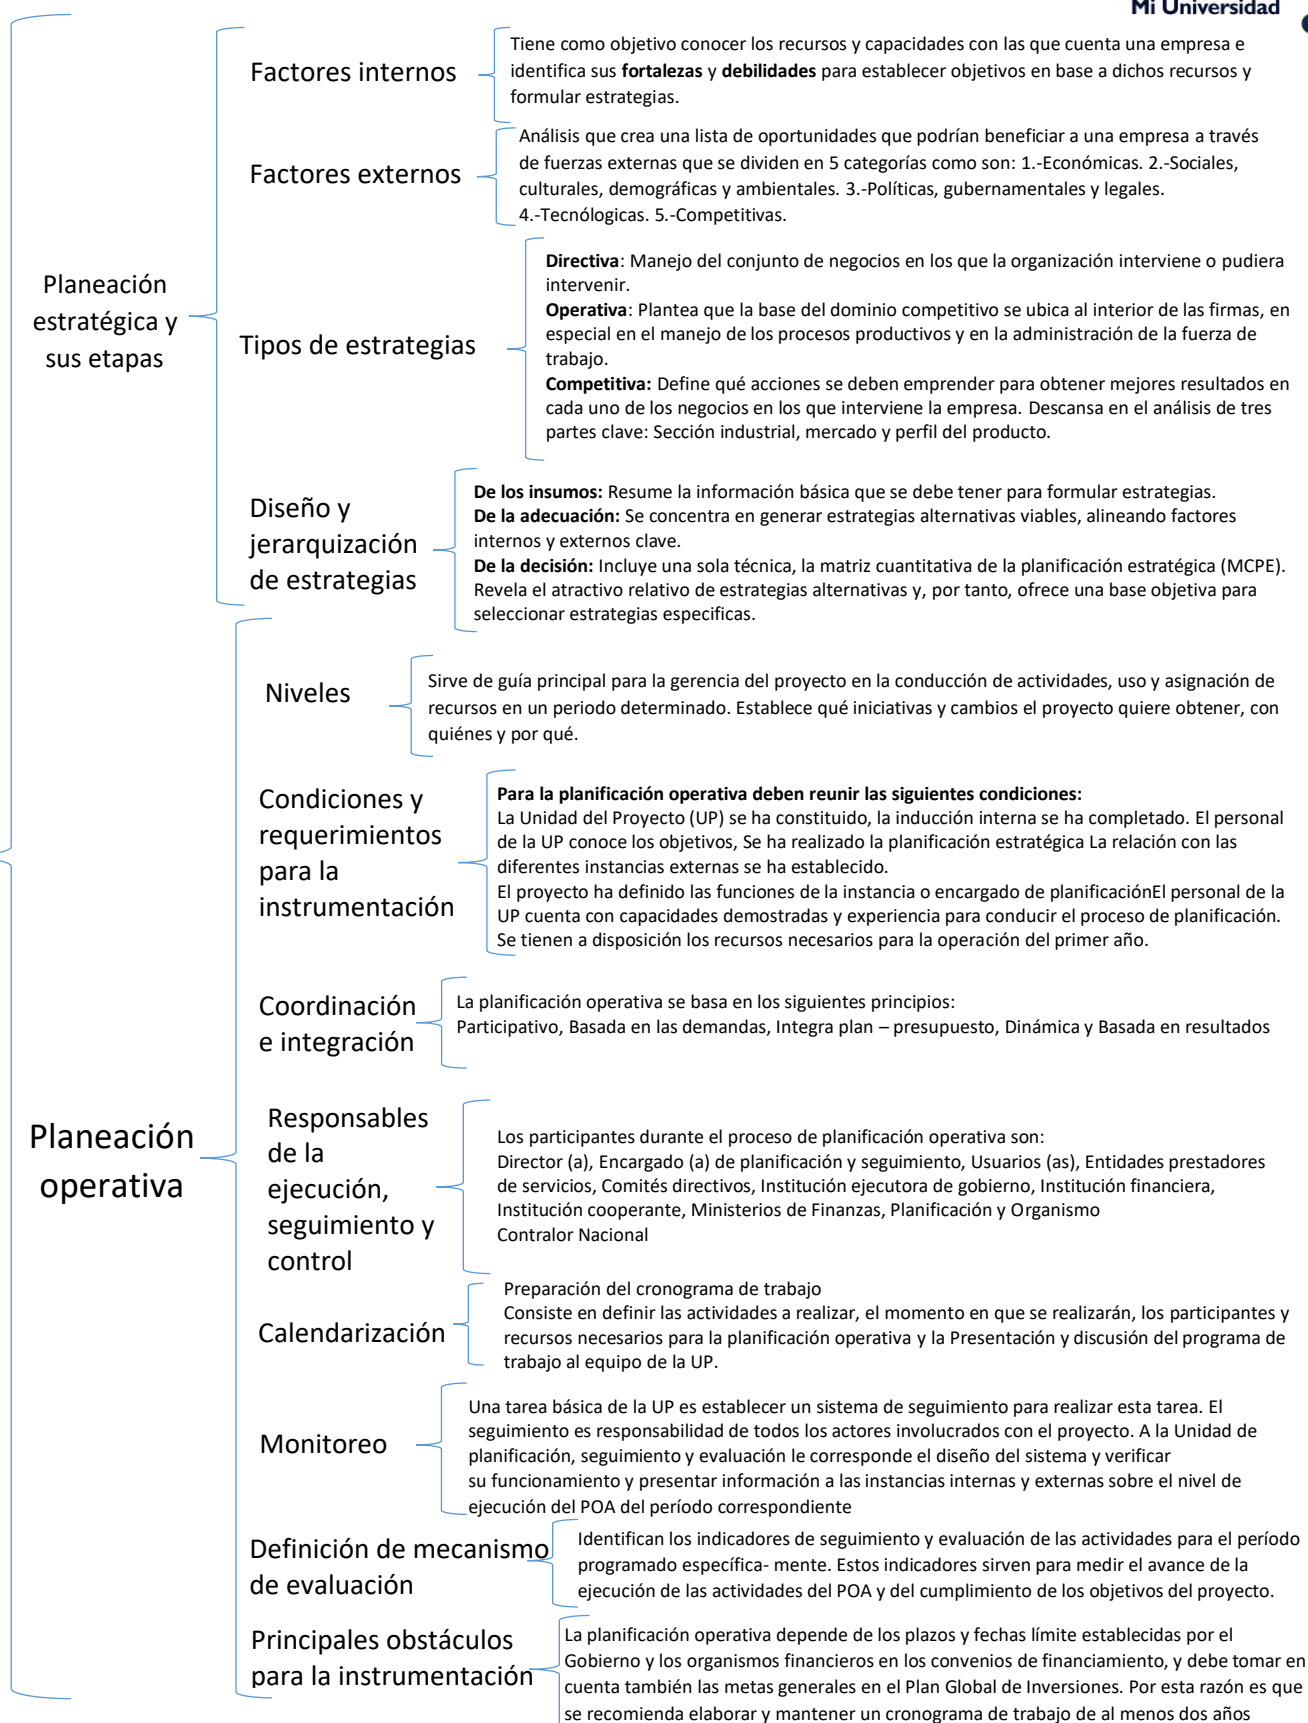 Mi Universidad
Planeación
estratégica y
sus etapas
Factores internos
Tiene como objetivo conocer los recursos y capacidades con las que cuenta una empresa e
identifica sus fortalezas y debilidades para establecer objetivos en base a dichos recursos y
formular estrategias.
Factores externos
Análisis que crea una lista de oportunidades que podrían beneficiar a una empresa a través
de fuerzas externas que se dividen en 5 categorías como son: 1.-Económicas. 2.-Sociales,
culturales, demográficas y ambientales. 3.-Políticas, gubernamentales y legales.
4.-Tecnólogicas. 5.-Competitivas.
Tipos de estrategias
Directiva: Manejo del conjunto de negocios en los que la organización interviene o pudiera
intervenir.
Operativa: Plantea que la base del dominio competitivo se ubica al interior de las firmas, en
especial en el manejo de los procesos productivos y en la administración de la fuerza de
trabajo.
Competitiva: Define qué acciones se deben emprender para obtener mejores resultados en
cada uno de los negocios en los que interviene la empresa. Descansa en el análisis de tres
partes clave: Sección industrial, mercado y perfil del producto.
Diseño y
jerarquización
de estrategias
De los insumos: Resume la información básica que se debe tener para formular estrategias.
De la adecuación: Se concentra en generar estrategias alternativas viables, alineando factores
internos y externos clave.
De la decisión: Incluye una sola técnica, la matriz cuantitativa de la planificación estratégica (MCPE).
Revela el atractivo relativo de estrategias alternativas y, por tanto, ofrece una base objetiva para
seleccionar estrategias especificas.
Planeación
operativa
Niveles
Sirve de guía principal para la gerencia del proyecto en la conducción de actividades, uso y asignación de
recursos en un periodo determinado. Establece qué iniciativas y cambios el proyecto quiere obtener, con
quiénes y por qué.
Condiciones y
requerimientos
para la
instrumentación
Para la planificación operativa deben reunir las siguientes condiciones:
La Unidad del Proyecto (UP) se ha constituido, la inducción interna se ha completado. El personal
de la UP conoce los objetivos, Se ha realizado la planificación estratégica La relación con las
diferentes instancias externas se ha establecido.
El proyecto ha definido las funciones de la instancia o encargado de planificaciónEl personal de la
UP cuenta con capacidades demostradas y experiencia para conducir el proceso de planificación.
Se tienen a disposición los recursos necesarios para la operación del primer año.
Coordinación
e integración
La planificación operativa se basa en los siguientes principios:
Participativo, Basada en las demandas, Integra plan – presupuesto, Dinámica y Basada en resultados
Responsables
de la
ejecución,
seguimiento y
control
Los participantes durante el proceso de planificación operativa son:
Director (a), Encargado (a) de planificación y seguimiento, Usuarios (as), Entidades prestadores
de servicios, Comités directivos, Institución ejecutora de gobierno, Institución financiera,
Institución cooperante, Ministerios de Finanzas, Planificación y Organismo
Contralor Nacional
Calendarización
Preparación del cronograma de trabajo
Consiste en definir las actividades a realizar, el momento en que se realizarán, los participantes y
recursos necesarios para la planificación operativa y la Presentación y discusión del programa de
trabajo al equipo de la UP.
Monitoreo
Una tarea básica de la UP es establecer un sistema de seguimiento para realizar esta tarea. El
seguimiento es responsabilidad de todos los actores involucrados con el proyecto. A la Unidad de
planificación, seguimiento y evaluación le corresponde el diseño del sistema y verificar
su funcionamiento y presentar información a las instancias internas y externas sobre el nivel de
ejecución del POA del período correspondiente
Definición de mecanismo
de evaluación
Identifican los indicadores de seguimiento y evaluación de las actividades para el período
programado específica- mente. Estos indicadores sirven para medir el avance de la
ejecución de las actividades del POA y del cumplimiento de los objetivos del proyecto.
Principales obstáculos
para la instrumentación
La planificación operativa depende de los plazos y fechas límite establecidas por el
Gobierno y los organismos financieros en los convenios de financiamiento, y debe tomar en
cuenta también las metas generales en el Plan Global de Inversiones. Por esta razón es que
se recomienda elaborar y mantener un cronograma de trabajo de al menos dos años